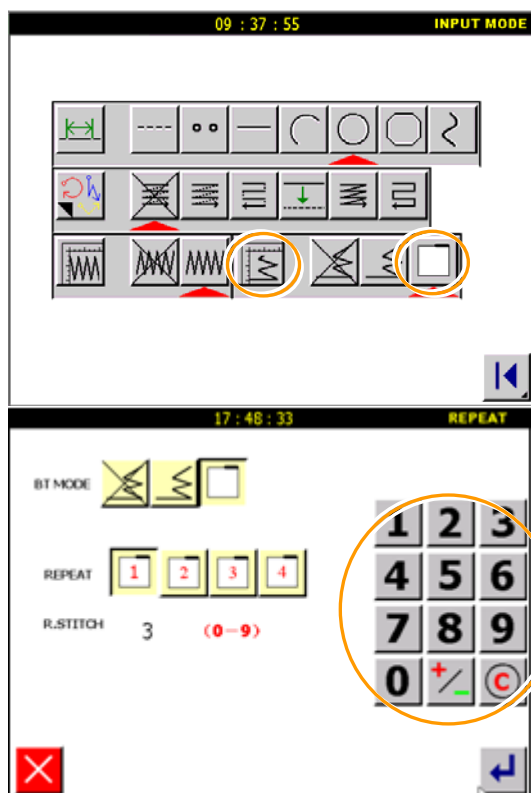 09 : 37 : 55 INPUT MODE
17 : 48 : 33 REPEAT
BT MODE
REPEAT 1 2 3 4
R.STITCH 3 (0-9)
1 2 3
4 5 6
7 8 9
0 +/- C